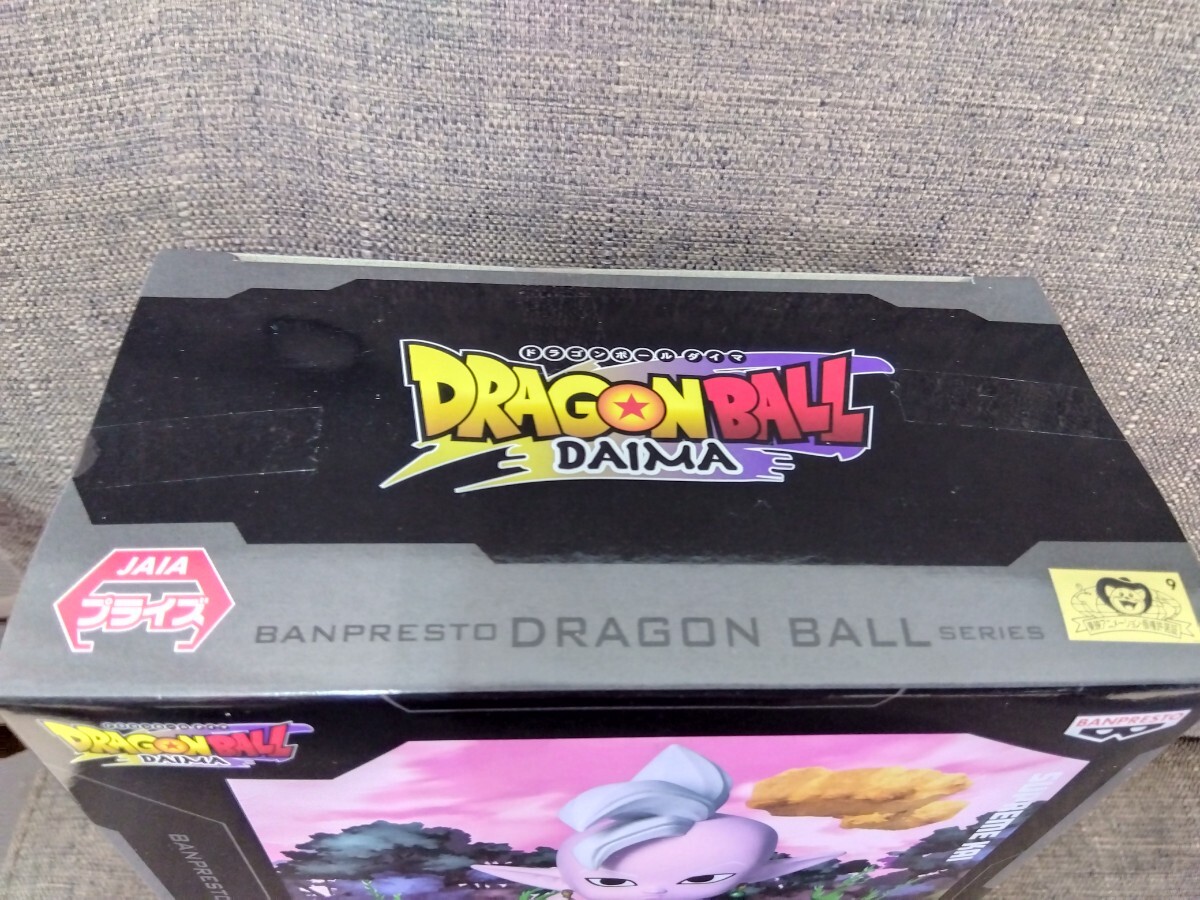 ドラゴンボール ダイマ
DRAGON BALL
DAIMA
JAIA
プライズ
BANPRESTO DRAGON BALL SERIES
9
DRAGON BALL
DAIMA
BANPRESTO
SUPREME KAI
BANPRESTO